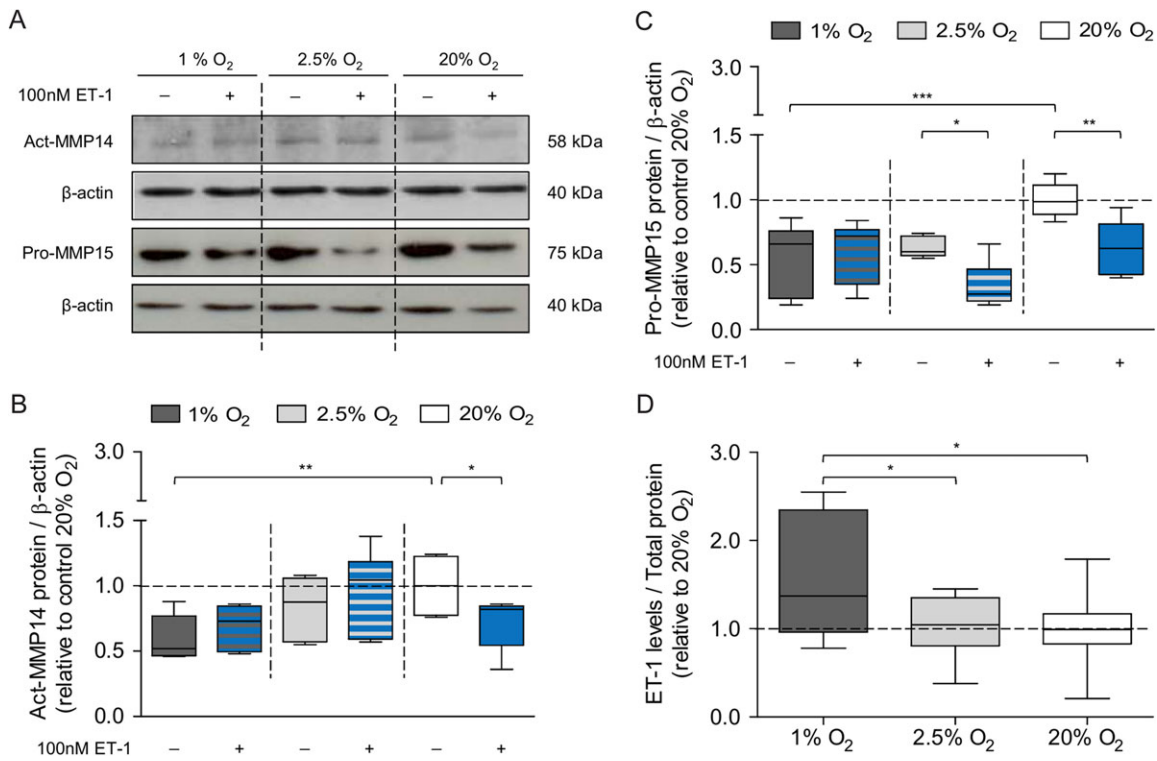 A
1 % O₂ 2.5% O₂ 20% O₂
100nM ET-1 – + – + – +
Act-MMP14 58 kDa
β-actin 40 kDa
Pro-MMP15 75 kDa
β-actin 40 kDa
B
1% O₂ 2.5% O₂ 20% O₂
Act-MMP14 protein / β-actin
(relative to control 20% O₂)
3.0
1.5
1.0
0.5
0.0
** *
100nM ET-1 – + – + – +
C
1% O₂ 2.5% O₂ 20% O₂
Pro-MMP15 protein / β-actin
(relative to control 20% O₂)
3.0
2.0
1.5
1.0
0.5
0.0
***
* **
100nM ET-1 – + – + – +
D
ET-1 levels / Total protein
(relative to 20% O₂)
3.0
2.0
1.0
0.0
*
*
1% O₂ 2.5% O₂ 20% O₂